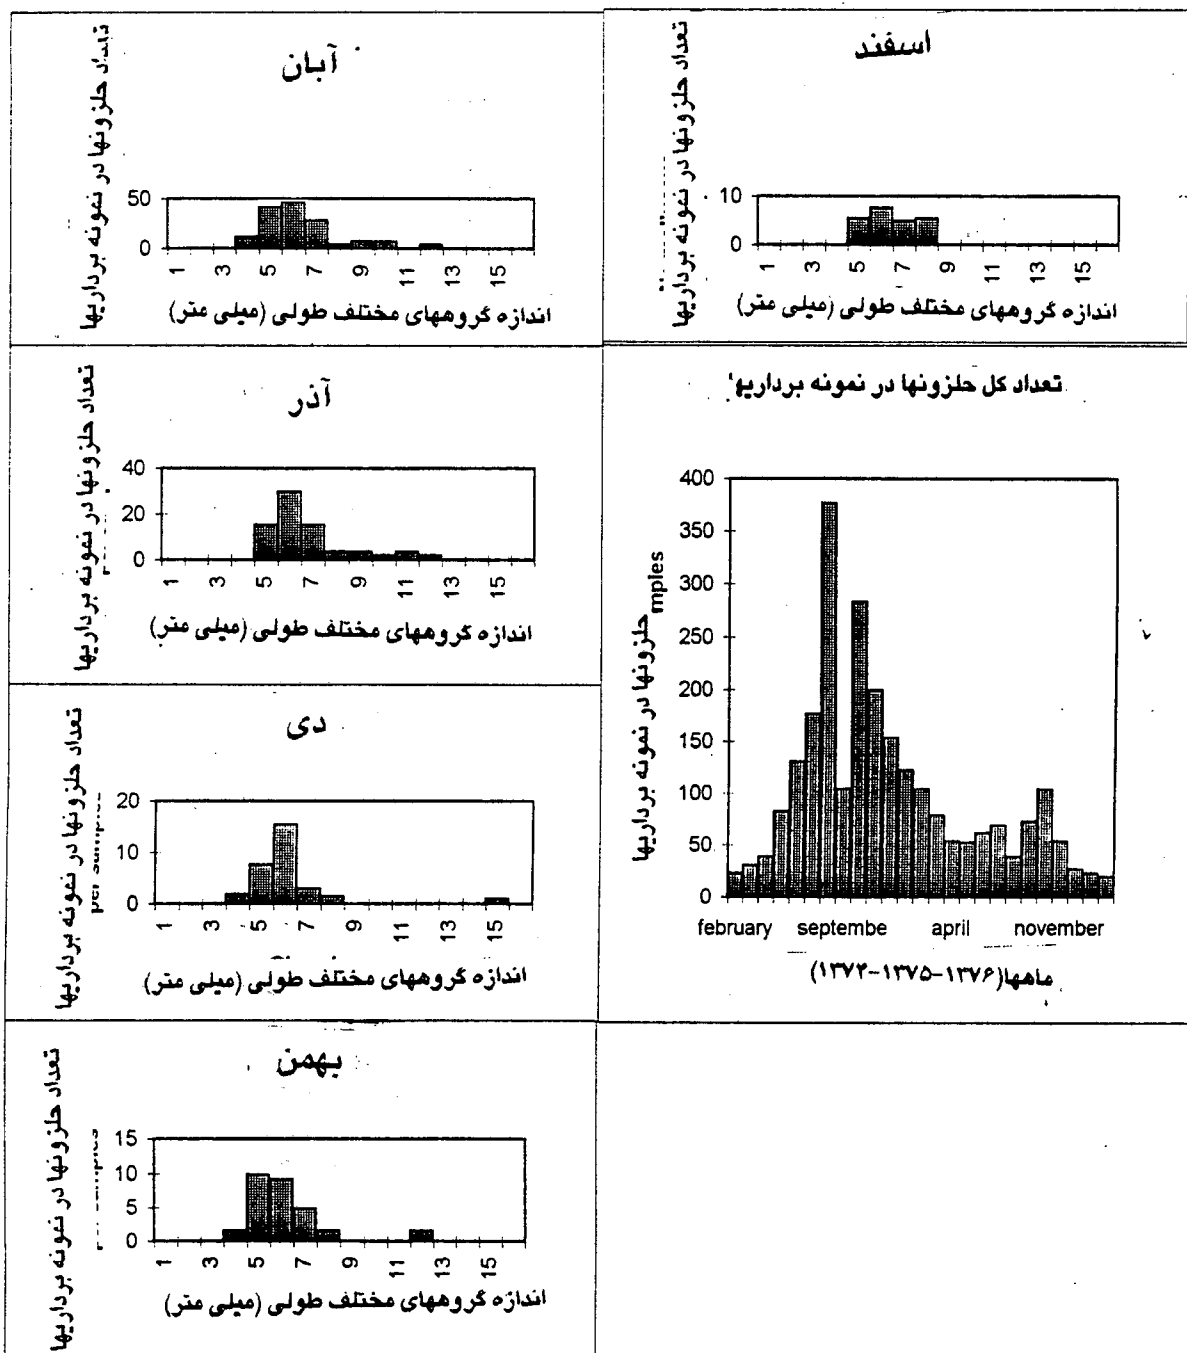 آبان
تعداد حلزونها در نمونه برداریها
50
0
1 3 5 7 9 11 13 15
اندازه گروههای مختلف طولی (میلی متر)
اسفند
تعداد حلزونها در نمونه برداریها
10
0
1 3 5 7 9 11 13 15
اندازه گروههای مختلف طولی (میلی متر)
آذر
تعداد حلزونها در نمونه برداریها
40
20
0
1 3 5 7 9 11 13 15
اندازه گروههای مختلف طولی (میلی متر)
تعداد کل حلزونها در نمونه برداریها
حلزونها در نمونه برداریها
mples
400
350
300
250
200
150
100
50
0
february septembe april november
ماهها(۱۳۷۶-۱۳۷۵-۱۳۷۴)
دی
تعداد حلزونها در نمونه برداریها
per samples
20
10
0
1 3 5 7 9 11 13 15
اندازه گروههای مختلف طولی (میلی متر)
بهمن
تعداد حلزونها در نمونه برداریها
15
10
5
0
1 3 5 7 9 11 13 15
اندازه گروههای مختلف طولی (میلی متر)